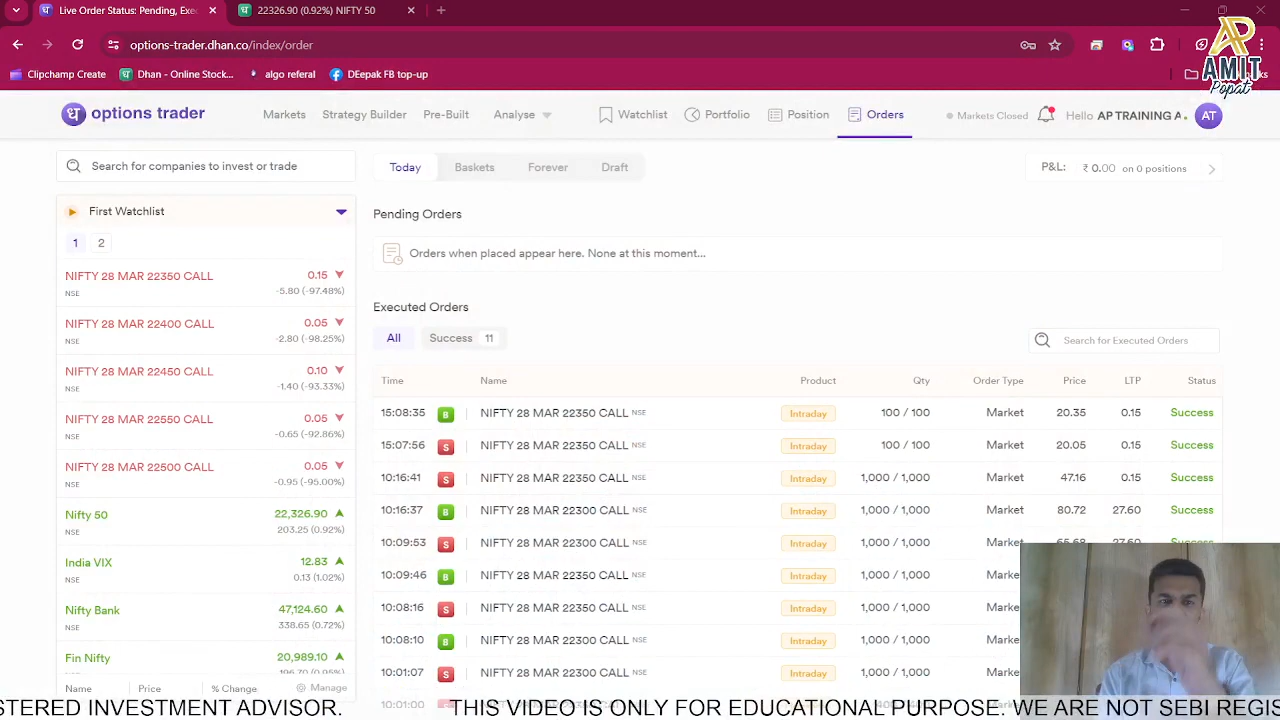 Live Order Status: Pending, Exe
22326.90 (0.92%) NIFTY 50
options-trader.dhan.co/index/order
Clipchamp Create
Dhan - Online Stock...
algo referal
DEepak FB top-up
AP
AMIT
Popat
options trader
Markets
Strategy Builder
Pre-Built
Analyse
Watchlist
Portfolio
Position
Orders
Markets Closed
Hello AP TRAINING A
AT
Search for companies to invest or trade
Today
Baskets
Forever
Draft
P&L: ₹ 0.00 on 0 positions
First Watchlist
1 2
NIFTY 28 MAR 22350 CALL 0.15
NSE -5.80 (-97.48%)
NIFTY 28 MAR 22400 CALL 0.05
NSE -2.80 (-98.25%)
NIFTY 28 MAR 22450 CALL 0.10
NSE -1.40 (-93.33%)
NIFTY 28 MAR 22550 CALL 0.05
NSE -0.65 (-92.86%)
NIFTY 28 MAR 22500 CALL 0.05
NSE -0.95 (-95.00%)
Nifty 50 22,326.90
NSE 203.25 (0.92%)
India VIX 12.83
NSE 0.13 (1.02%)
Nifty Bank 47,124.60
NSE 338.65 (0.72%)
Fin Nifty 20,989.10
Name Price % Change Manage
Pending Orders
Orders when placed appear here. None at this moment...
Executed Orders
All
Success 11
Search for Executed Orders
Time Name Product Qty Order Type Price LTP Status
15:08:35 B NIFTY 28 MAR 22350 CALL NSE Intraday 100 / 100 Market 20.35 0.15 Success
15:07:56 S NIFTY 28 MAR 22350 CALL NSE Intraday 100 / 100 Market 20.05 0.15 Success
10:16:41 S NIFTY 28 MAR 22350 CALL NSE Intraday 1,000 / 1,000 Market 47.16 0.15 Success
10:16:37 B NIFTY 28 MAR 22300 CALL NSE Intraday 1,000 / 1,000 Market 80.72 27.60 Success
10:09:53 S NIFTY 28 MAR 22300 CALL NSE Intraday 1,000 / 1,000 Market 65.68 27.60 Success
10:09:46 B NIFTY 28 MAR 22350 CALL NSE Intraday 1,000 / 1,000 Marke
10:08:16 S NIFTY 28 MAR 22350 CALL NSE Intraday 1,000 / 1,000 Marke
10:08:10 B NIFTY 28 MAR 22300 CALL NSE Intraday 1,000 / 1,000 Marke
10:01:07 S NIFTY 28 MAR 22300 CALL NSE Intraday 1,000 / 1,000 Marke
10:01:00
STERED INVESTMENT ADVISOR. THIS VIDEO IS ONLY FOR EDUCATIONAL PURPOSE. WE ARE NOT SEBI REGIS